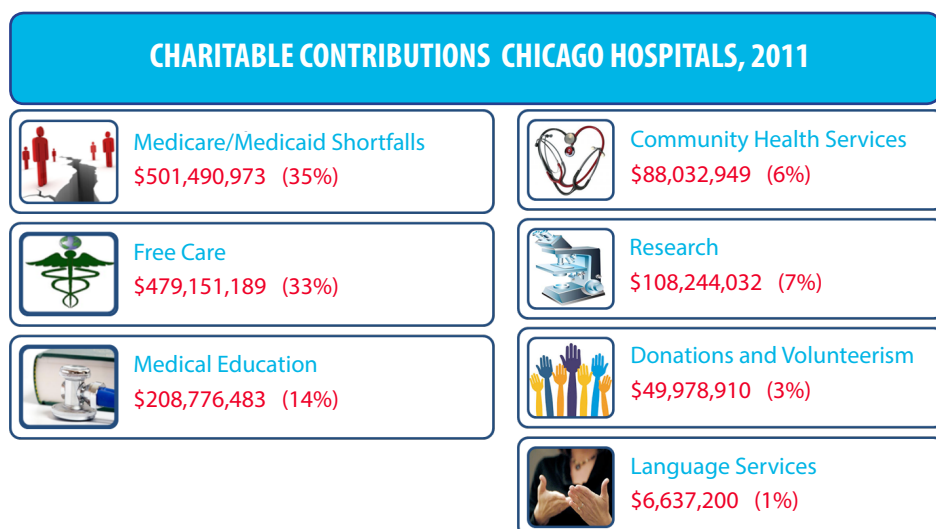 CHARITABLE CONTRIBUTIONS CHICAGO HOSPITALS, 2011
Medicare/Medicaid Shortfalls
$501,490,973 (35%)
Free Care
$479,151,189 (33%)
Medical Education
$208,776,483 (14%)
Community Health Services
$88,032,949 (6%)
Research
$108,244,032 (7%)
Donations and Volunteerism
$49,978,910 (3%)
Language Services
$6,637,200 (1%)